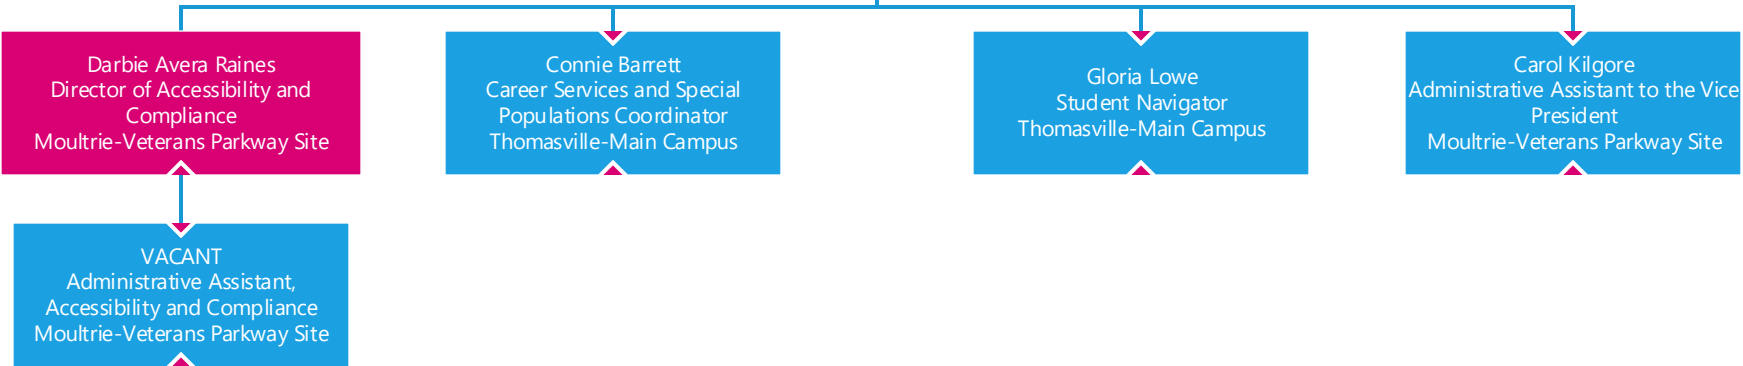 Darbie Avera Raines
Director of Accessibility and
Compliance
Moultrie-Veterans Parkway Site
Connie Barrett
Career Services and Special
Populations Coordinator
Thomasville-Main Campus
Gloria Lowe
Student Navigator
Thomasville-Main Campus
Carol Kilgore
Administrative Assistant to the Vice
President
Moultrie-Veterans Parkway Site
VACANT
Administrative Assistant,
Accessibility and Compliance
Moultrie-Veterans Parkway Site